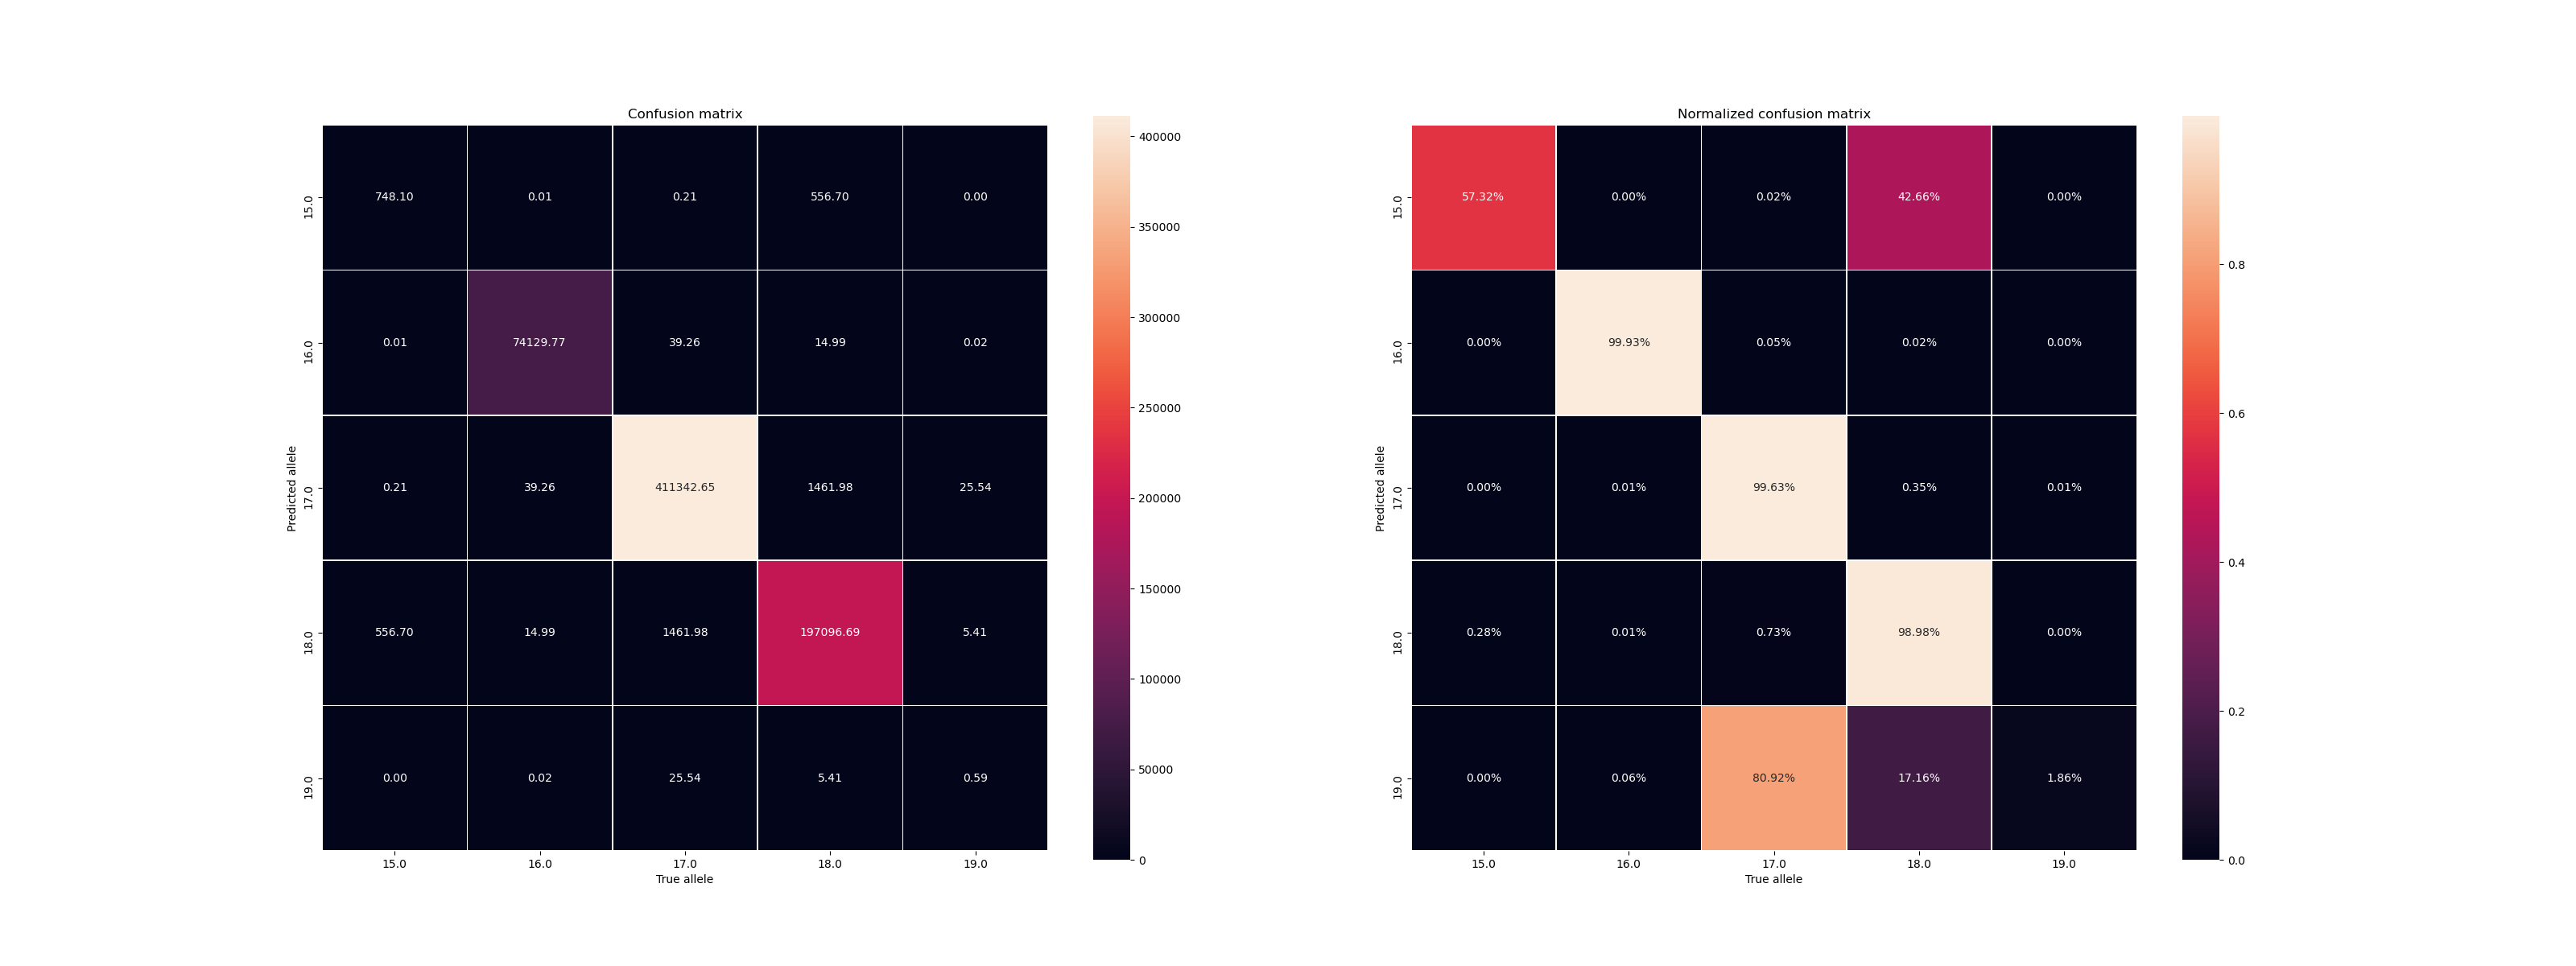 Confusion matrix
748.10 0.01 0.21 556.70 0.00
0.01 74129.77 39.26 14.99 0.02
0.21 39.26 411342.65 1461.98 25.54
556.70 14.99 1461.98 197096.69 5.41
0.00 0.02 25.54 5.41 0.59
15.0
16.0
17.0
18.0
19.0
Predicted allele
15.0 16.0 17.0 18.0 19.0
True allele
400000
350000
300000
250000
200000
150000
100000
50000
0
Normalized confusion matrix
57.32% 0.00% 0.02% 42.66% 0.00%
0.00% 99.93% 0.05% 0.02% 0.00%
0.00% 0.01% 99.63% 0.35% 0.01%
0.28% 0.01% 0.73% 98.98% 0.00%
0.00% 0.06% 80.92% 17.16% 1.86%
15.0
16.0
17.0
18.0
19.0
Predicted allele
15.0 16.0 17.0 18.0 19.0
True allele
0.8
0.6
0.4
0.2
0.0